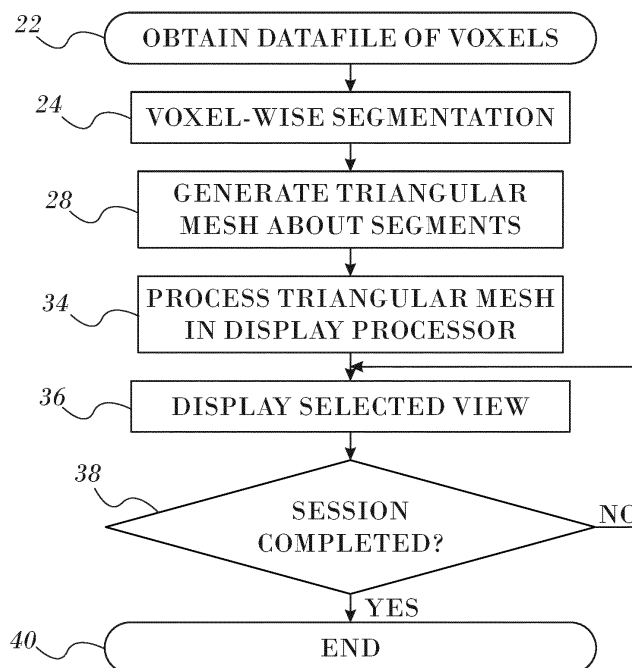 22
OBTAIN DATAFILE OF VOXELS
24
VOXEL-WISE SEGMENTATION
28
GENERATE TRIANGULAR
MESH ABOUT SEGMENTS
34
PROCESS TRIANGULAR MESH
IN DISPLAY PROCESSOR
36
DISPLAY SELECTED VIEW
38
SESSION
COMPLETED?
NO
YES
40
END